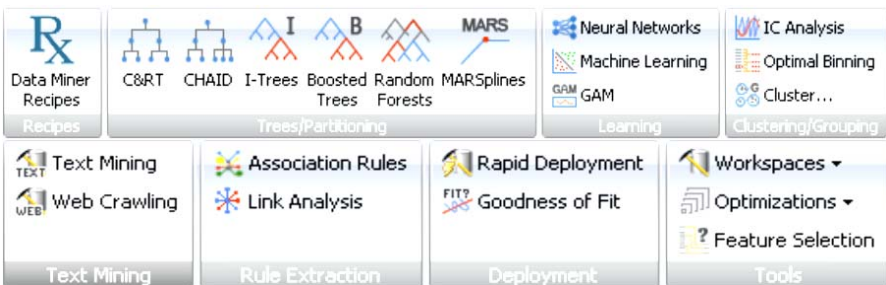 Rx
Data Miner
Recipes
Recipes
C&RT
CHAID
I
I-Trees
B
Boosted
Trees
Random
Forests
MARS
MARSplines
Trees/Partitioning
Neural Networks
Machine Learning
GAM
GAM
Learning
IC Analysis
Optimal Binning
C G
Cluster...
Clustering/Grouping
TEXT
Text Mining
WEB
Web Crawling
Text Mining
Association Rules
Link Analysis
Rule Extraction
Rapid Deployment
FIT?
Goodness of Fit
Deployment
Workspaces
Optimizations
?
Feature Selection
Tools